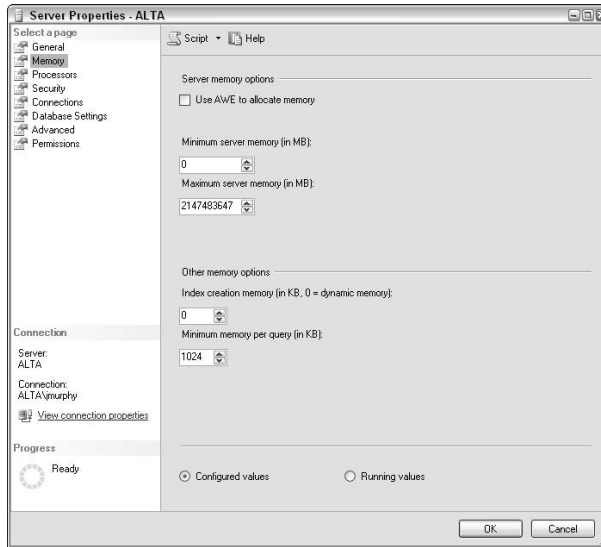 Server Properties - ALTA
Select a page
General
Memory
Processors
Security
Connections
Database Settings
Advanced
Permissions
Script Help
Server memory options
Use AWE to allocate memory
Minimum server memory (in MB):
0
Maximum server memory (in MB):
2147483647
Other memory options
Index creation memory (in KB, 0 = dynamic memory):
0
Minimum memory per query (in KB):
1024
Connection
Server:
ALTA
Connection:
ALTA\jmurphy
View connection properties
Progress
Ready
Configured values Running values
OK Cancel